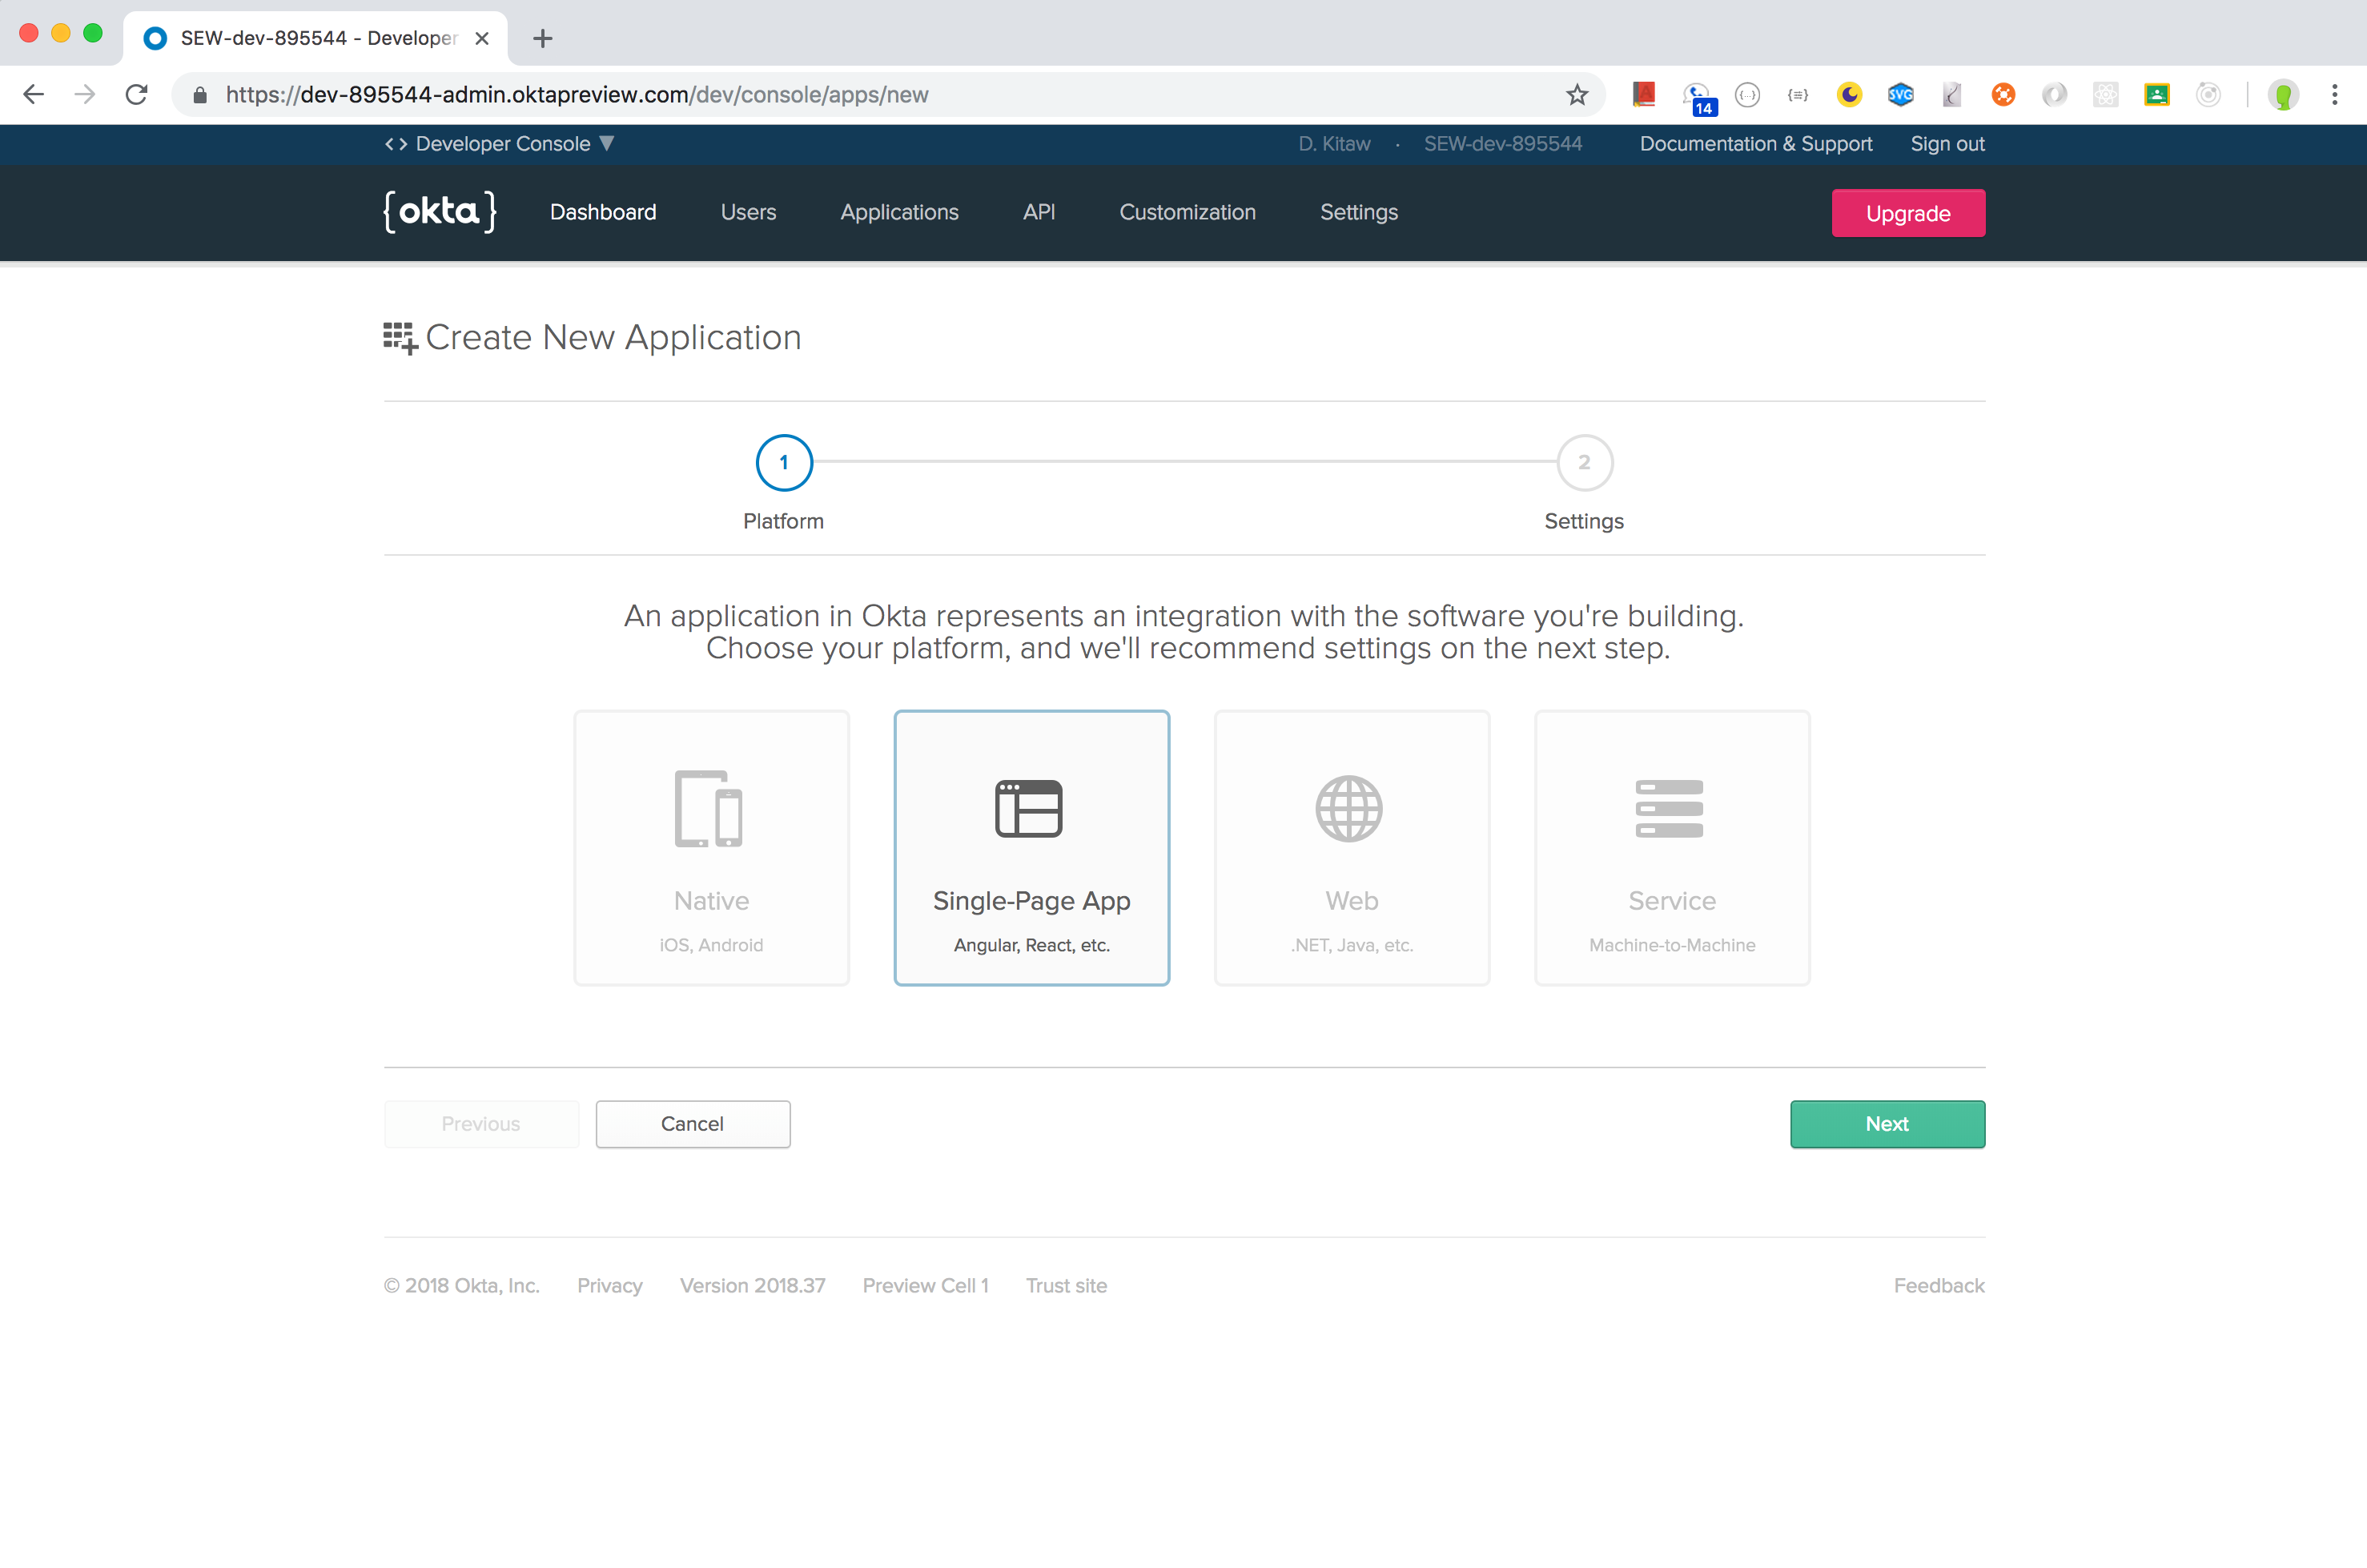 SEW-dev-895544 - Developer
https://dev-895544-admin.oktapreview.com/dev/console/apps/new
14
SVG
<> Developer Console ▼
D. Kitaw · SEW-dev-895544
Documentation & Support
Sign out
{okta}
Dashboard
Users
Applications
API
Customization
Settings
Upgrade
Create New Application
1
2
Platform
Settings
An application in Okta represents an integration with the software you're building.
Choose your platform, and we'll recommend settings on the next step.
Native
iOS, Android
Single-Page App
Angular, React, etc.
Web
.NET, Java, etc.
Service
Machine-to-Machine
Previous
Cancel
Next
© 2018 Okta, Inc.
Privacy
Version 2018.37
Preview Cell 1
Trust site
Feedback